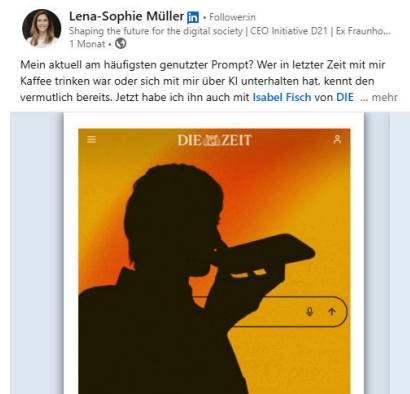 Lena-Sophie Müller in • Follower:in
Shaping the future for the digital society | CEO Initiative D21 | Ex Fraunho...
1 Monat •
Mein aktuell am häufigsten genutzter Prompt? Wer in letzter Zeit mit mir
Kaffee trinken war oder sich mit mir über KI unterhalten hat, kennt den
vermutlich bereits. Jetzt habe ich ihn auch mit Isabel Fisch von DIE ... mehr
DIE ZEIT